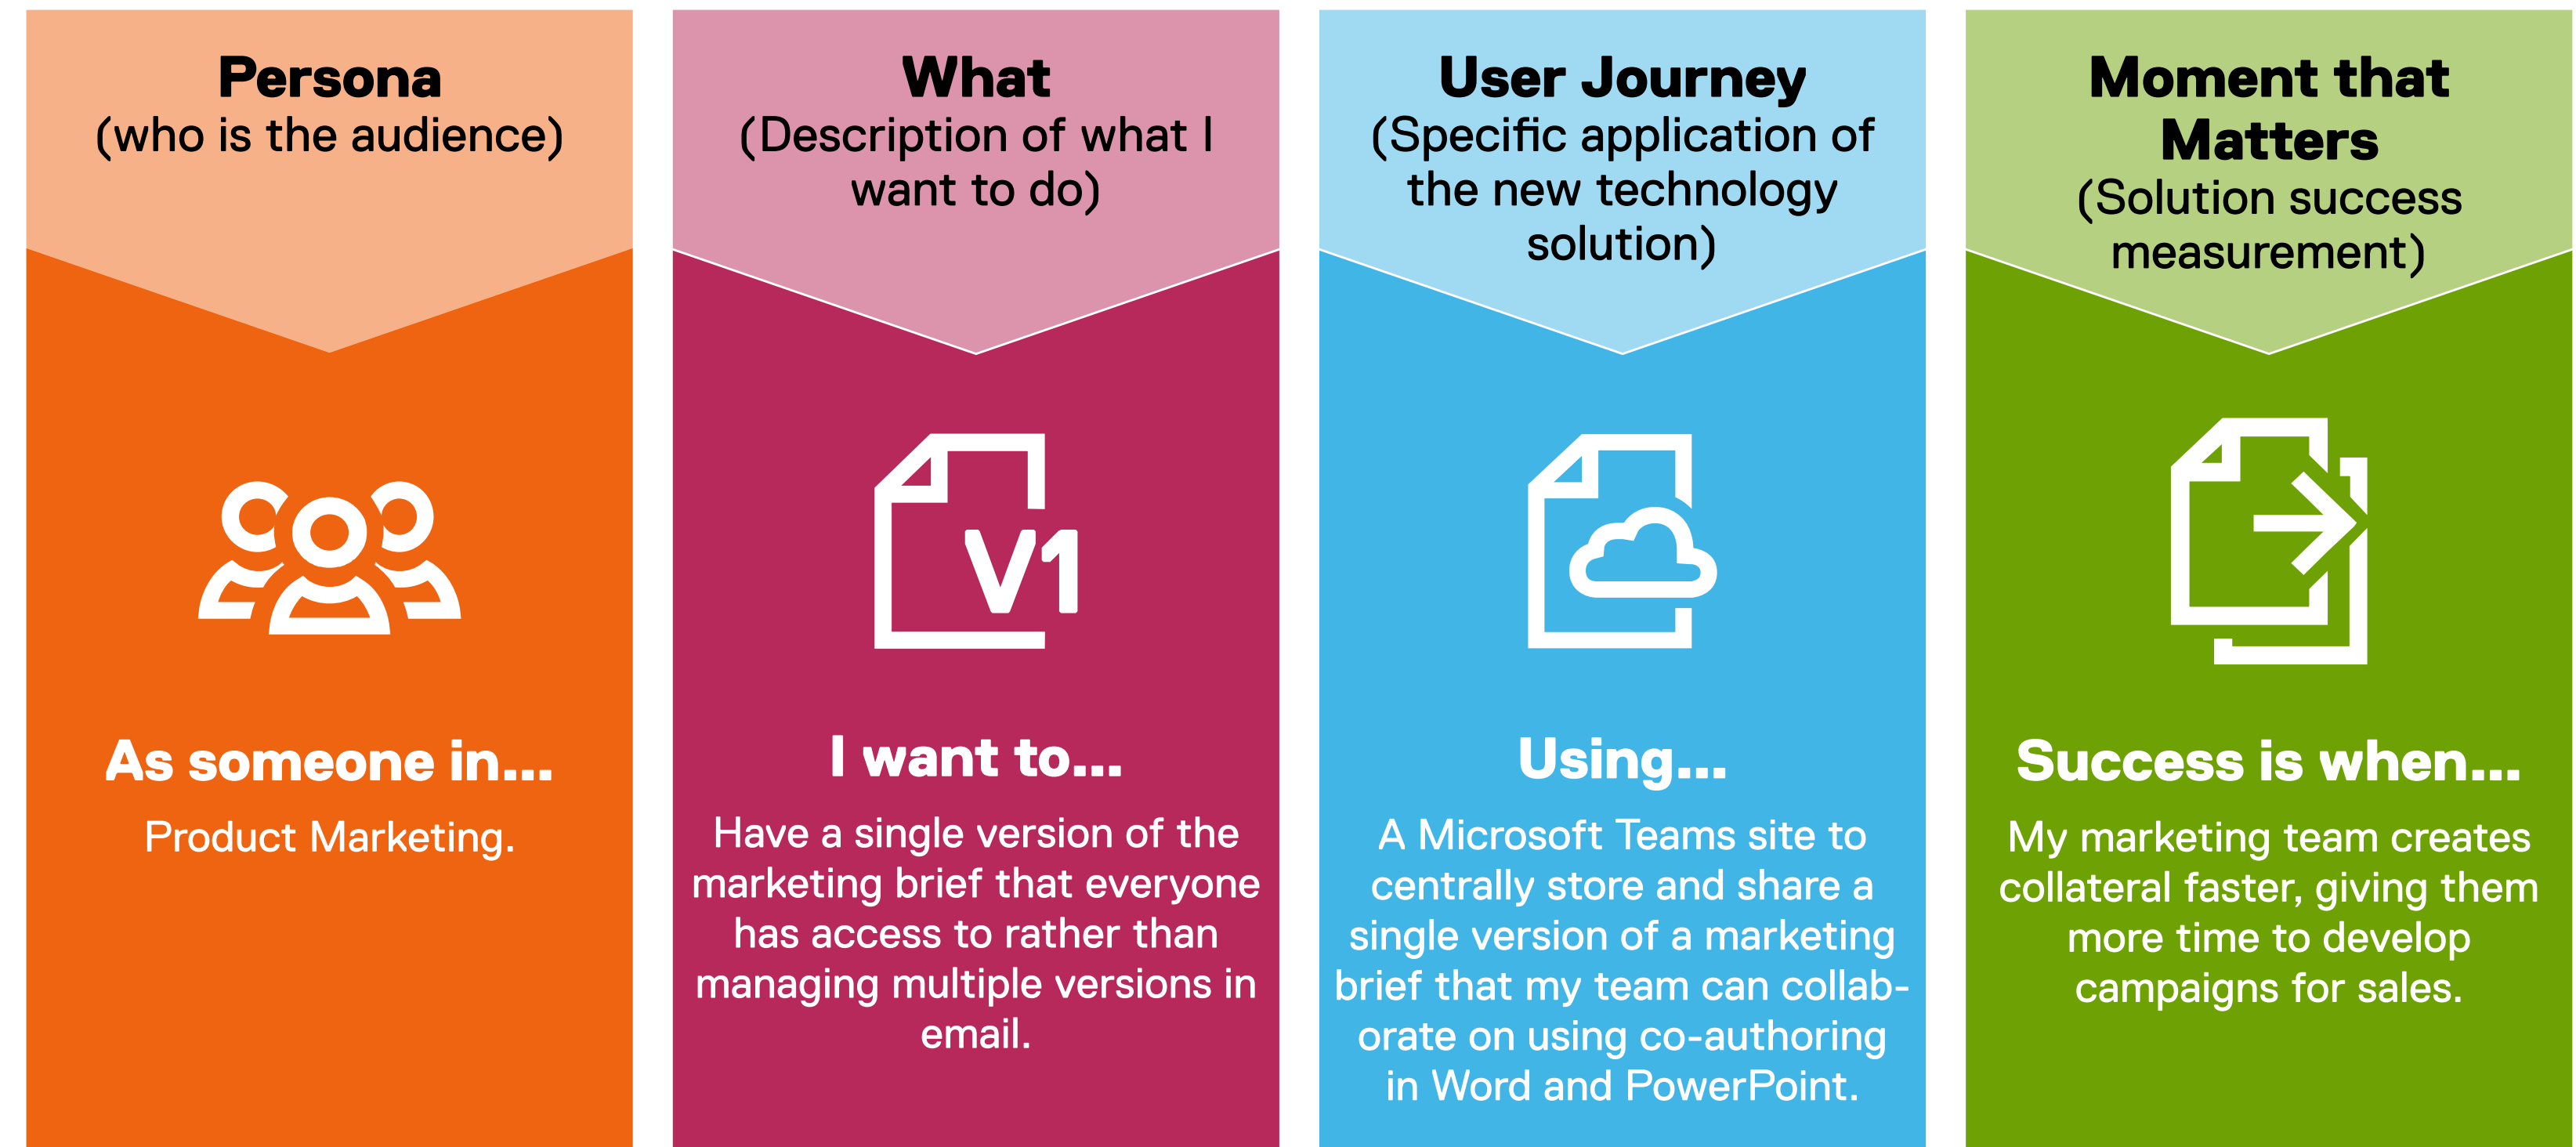 Persona
(who is the audience)
As someone in...
Product Marketing.
What
(Description of what I
want to do)
V1
I want to...
Have a single version of the
marketing brief that everyone
has access to rather than
managing multiple versions in
email.
User Journey
(Specific application of
the new technology
solution)
Using...
A Microsoft Teams site to
centrally store and share a
single version of a marketing
brief that my team can collab-
orate on using co-authoring
in Word and PowerPoint.
Moment that
Matters
(Solution success
measurement)
Success is when...
My marketing team creates
collateral faster, giving them
more time to develop
campaigns for sales.